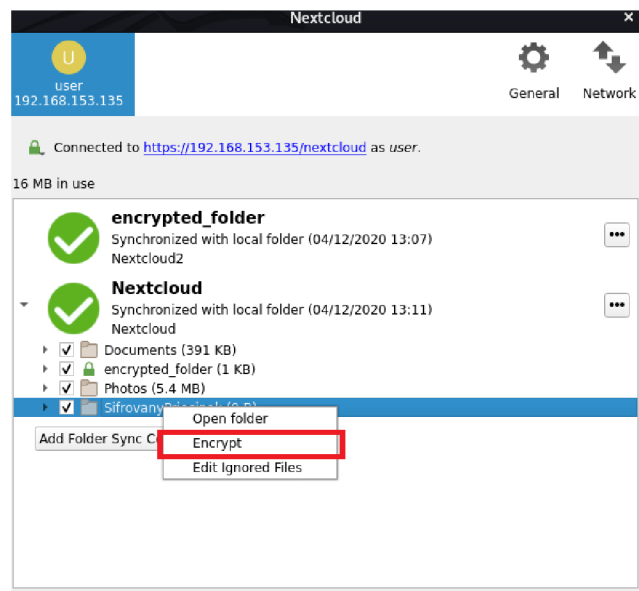 Nextcloud
U
user
192.168.153.135
General
Network
Connected to https://192.168.153.135/nextcloud as user.
16 MB in use
encrypted_folder
Synchronized with local folder (04/12/2020 13:07)
Nextcloud2
Nextcloud
Synchronized with local folder (04/12/2020 13:11)
Nextcloud
Documents (391 KB)
encrypted_folder (1 KB)
Photos (5.4 MB)
Open folder
Add Folder Sync
Encrypt
Edit Ignored Files